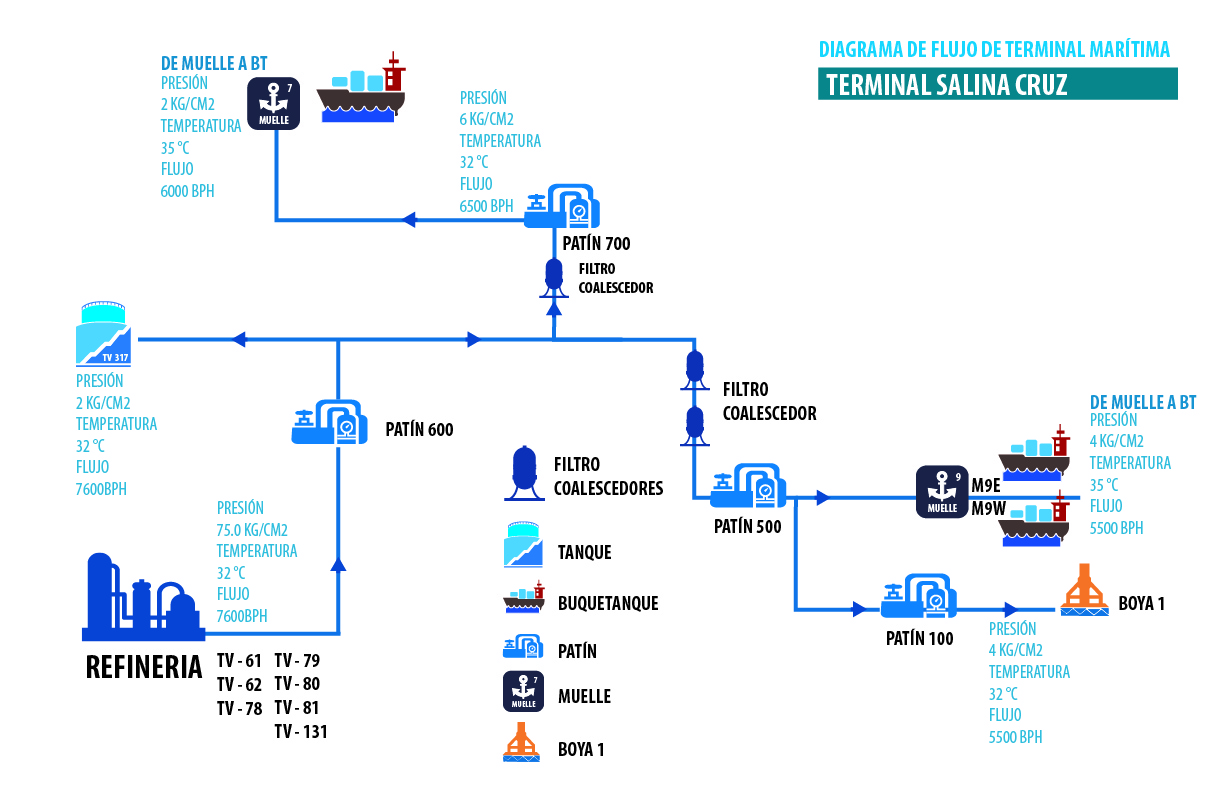 DIAGRAMA DE FLUJO DE TERMINAL MARÍTIMA
TERMINAL SALINA CRUZ
DE MUELLE A BT
PRESIÓN
2 KG/CM2
TEMPERATURA
35 °C
FLUJO
6000 BPH
7
MUELLE
PRESIÓN
6 KG/CM2
TEMPERATURA
32 °C
FLUJO
6500 BPH
PATÍN 700
FILTRO
COALESCEDOR
TV 317
PRESIÓN
2 KG/CM2
TEMPERATURA
32 °C
FLUJO
7600BPH
PATÍN 600
FILTRO
COALESCEDOR
PRESIÓN
75.0 KG/CM2
TEMPERATURA
32 °C
FLUJO
7600BPH
REFINERIA
TV - 61
TV - 62
TV - 78
TV - 79
TV - 80
TV - 81
TV - 131
FILTRO
COALESCEDORES
TANQUE
BUQUETANQUE
PATÍN
7
MUELLE
MUELLE
BOYA 1
PATÍN 500
9
MUELLE
M9E
M9W
DE MUELLE A BT
PRESIÓN
4 KG/CM2
TEMPERATURA
35 °C
FLUJO
5500 BPH
PATÍN 100
BOYA 1
PRESIÓN
4 KG/CM2
TEMPERATURA
32 °C
FLUJO
5500 BPH